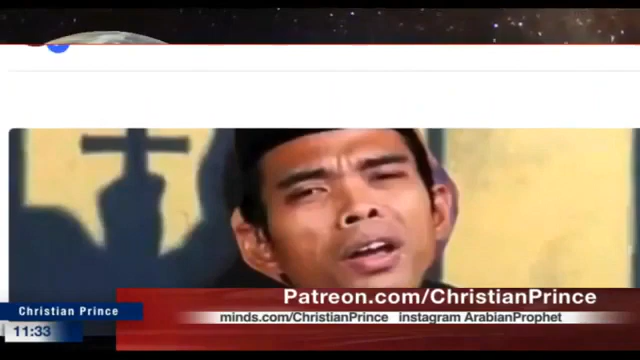 Patreon.com/ChristianPrince
Christian Prince
minds.com/ChristianPrince instagram ArabianProphet
11:33